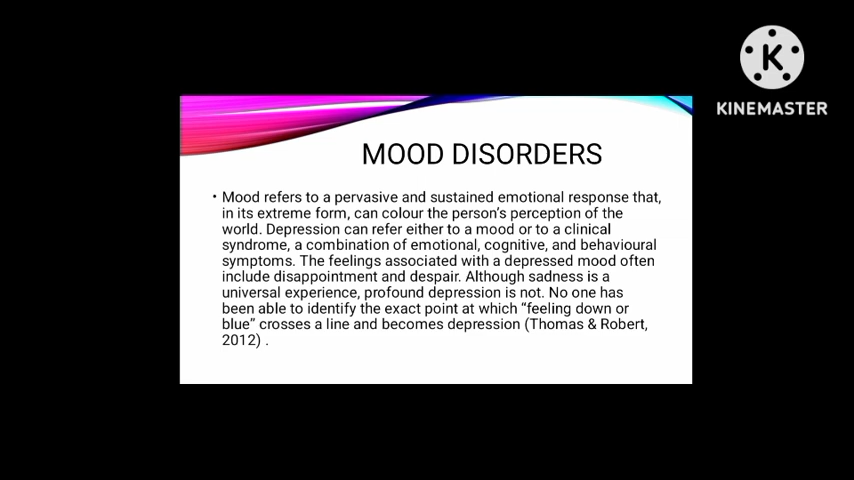 KINEMASTER
MOOD DISORDERS
• Mood refers to a pervasive and sustained emotional response that,
in its extreme form, can colour the person's perception of the
world. Depression can refer either to a mood or to a clinical
syndrome, a combination of emotional, cognitive, and behavioural
symptoms. The feelings associated with a depressed mood often
include disappointment and despair. Although sadness is a
universal experience, profound depression is not. No one has
been able to identify the exact point at which “feeling down or
blue” crosses a line and becomes depression (Thomas & Robert,
2012) .